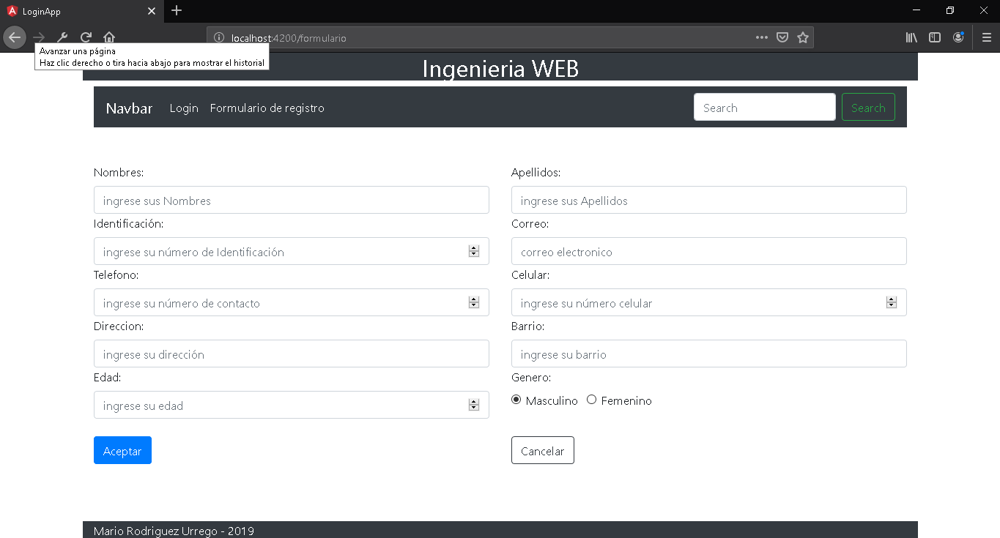 LoginApp
localhost:4200/formulario
Avanzar una página
Haz clic derecho o tira hacia abajo para mostrar el historial
Ingenieria WEB
Navbar Login Formulario de registro Search Search
Nombres: Apellidos:
ingrese sus Nombres ingrese sus Apellidos
Identificación: Correo:
ingrese su número de Identificación correo electronico
Telefono: Celular:
ingrese su número de contacto ingrese su número celular
Direccion: Barrio:
ingrese su dirección ingrese su barrio
Edad: Genero:
ingrese su edad Masculino Femenino
Aceptar Cancelar
Mario Rodriguez Urrego - 2019